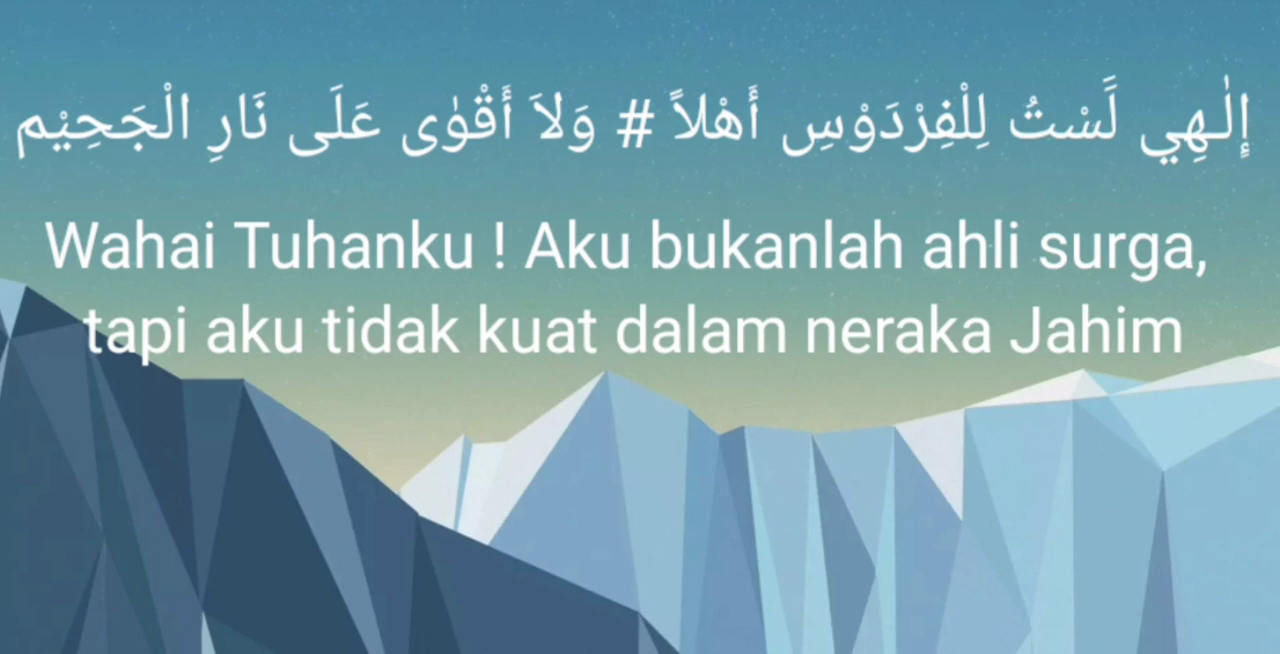 إِلٰهِي لَسْتُ لِلْفِرْدَوْسِ أَهْلاً # وَلاَ أَقْوٰى عَلَى نَارِ الْجَحِيْم
Wahai Tuhanku ! Aku bukanlah ahli surga,
tapi aku tidak kuat dalam neraka Jahim